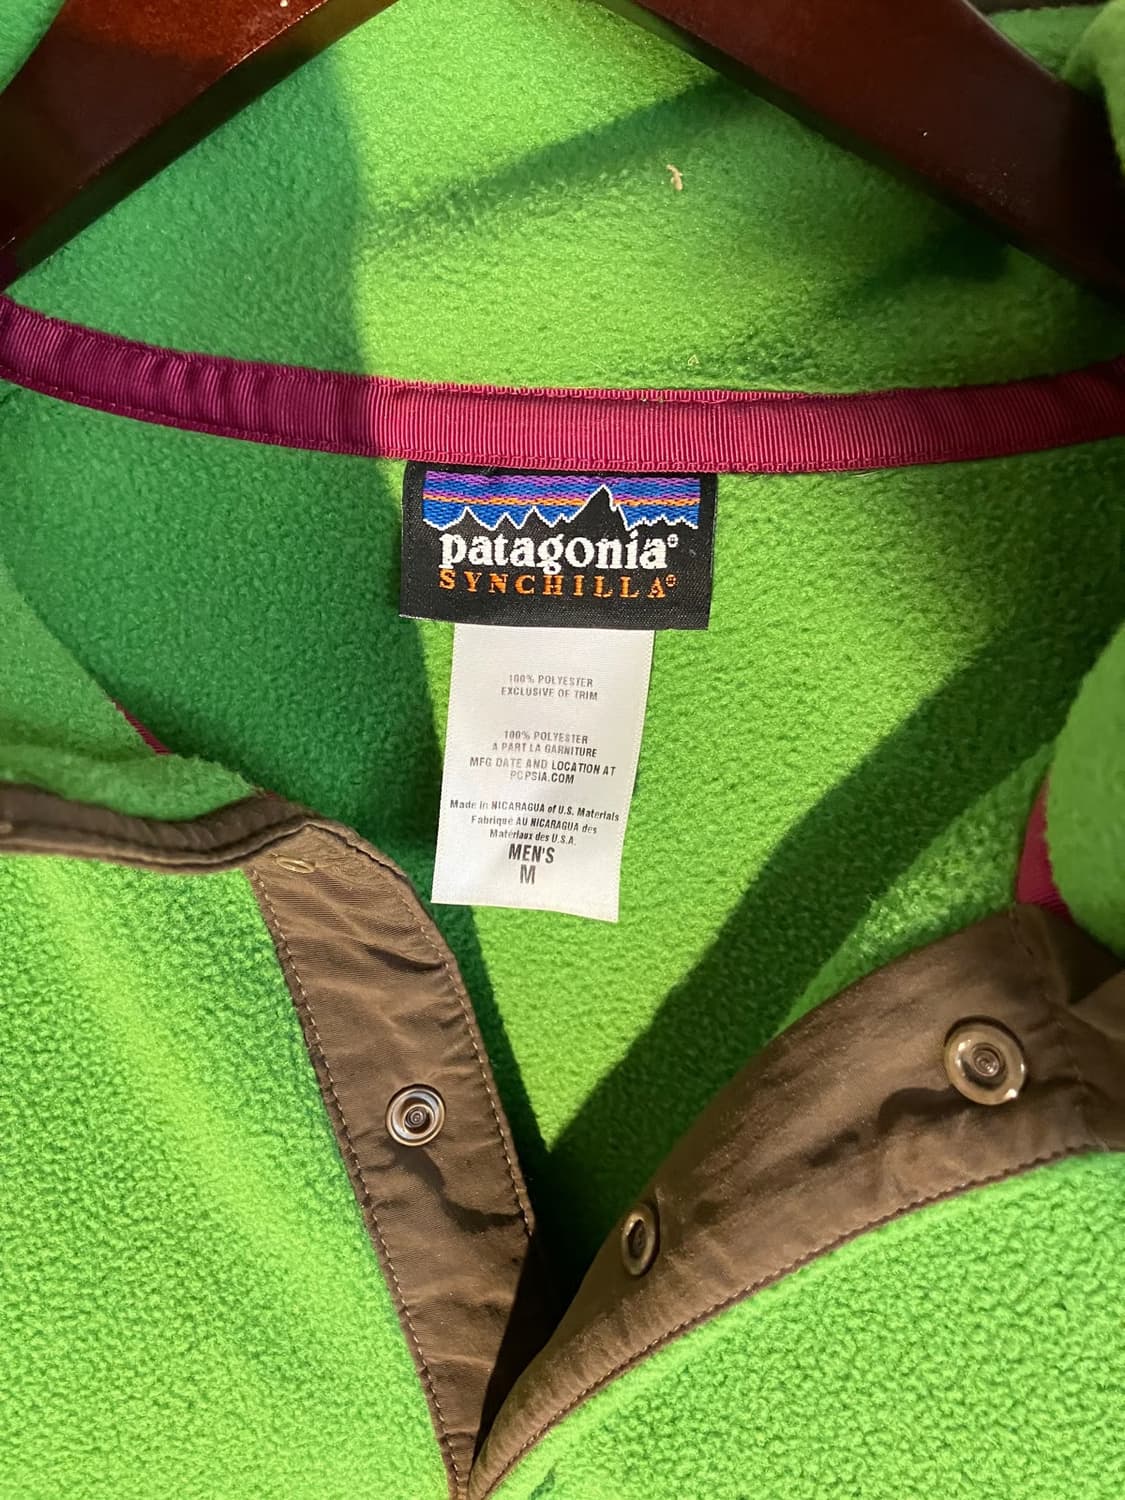 patagonia®
SYNCHILLA®
100% POLYESTER
EXCLUSIVE OF TRIM
100% POLYESTER
A PART LA GARNITURE
MFG DATE AND LOCATION AT
PCPSIA.COM
Made in NICARAGUA of U.S. Materials
Fabriqué AU NICARAGUA des
Matériaux des U.S.A.
MEN'S
M